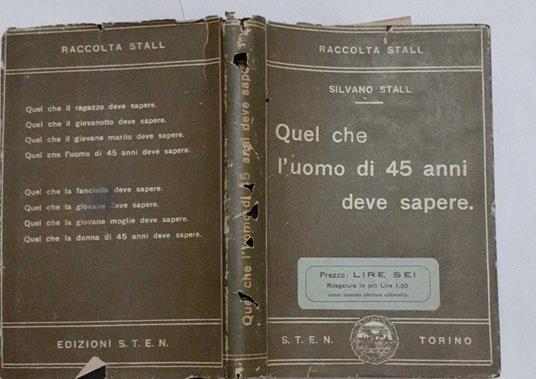 RACCOLTA STALL
Quel che il ragazzo deve sapere.
Quel che il giovanotto deve sapere.
Quel che il giovane marito deve sapere.
Quel che l'uomo di 45 anni deve sapere.
Quel che la fanciulla deve sapere.
Quel che la giovane deve sapere.
Quel che la giovane moglie deve sapere.
Quel che la donna di 45 anni deve sapere.
EDIZIONI S. T. E. N.
Quel che l'uomo di 45 anni deve sapere
RACCOLTA STALL
SILVANO STALL
Quel che
l'uomo di 45 anni
deve sapere.
Prezzo: LIRE SEI
Rilegatura in più Lire 1,50
S. T. E. N. TORINO